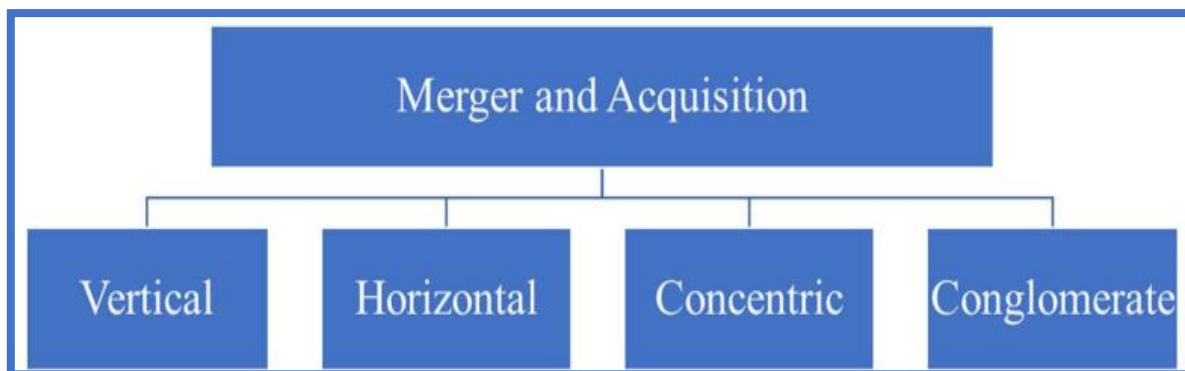 Merger and Acquisition
Vertical
Horizontal
Concentric
Conglomerate